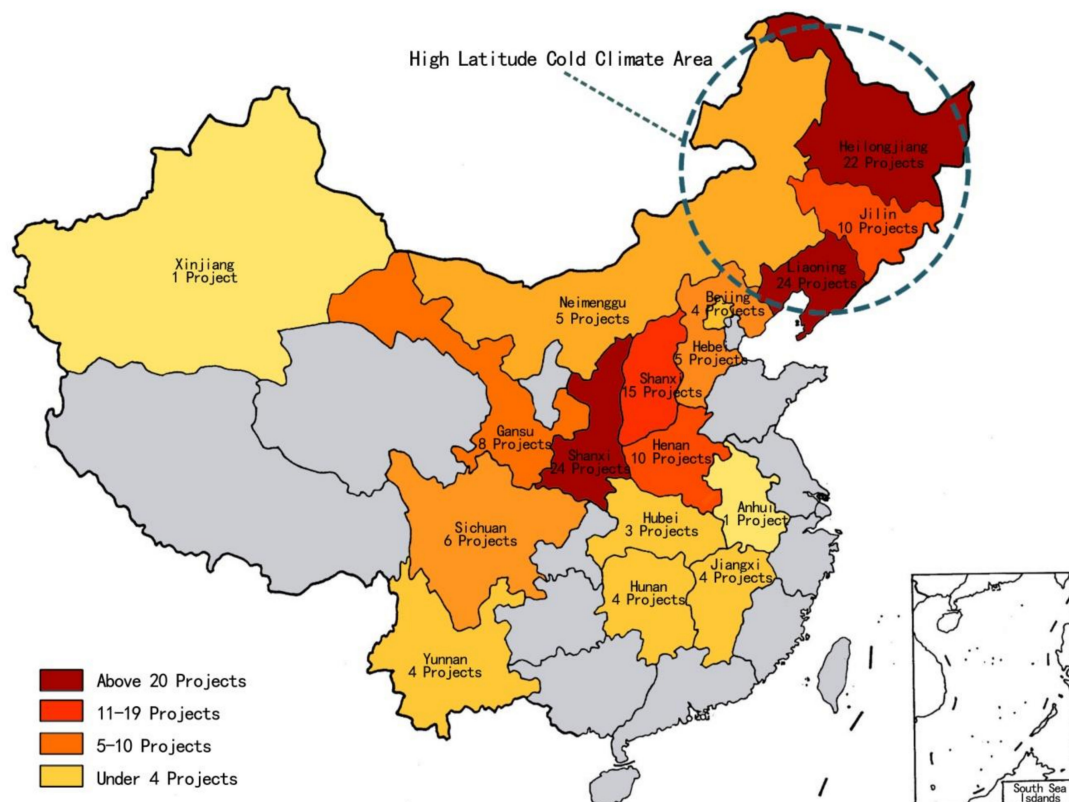 High Latitude Cold Climate Area
Heilongjiang
22 Projects
Jilin
10 Projects
Liaoning
24 Projects
Xinjiang
1 Project
Neimenggu
5 Projects
Beijing
4 Projects
Hebei
5 Projects
Shanxi
15 Projects
Gansu
8 Projects
Shanxi
24 Projects
Henan
10 Projects
Anhui
1 Project
Sichuan
6 Projects
Hubei
3 Projects
Jiangxi
4 Projects
Hunan
4 Projects
Yunnan
4 Projects
Above 20 Projects
11-19 Projects
5-10 Projects
Under 4 Projects
South Sea
Idlands